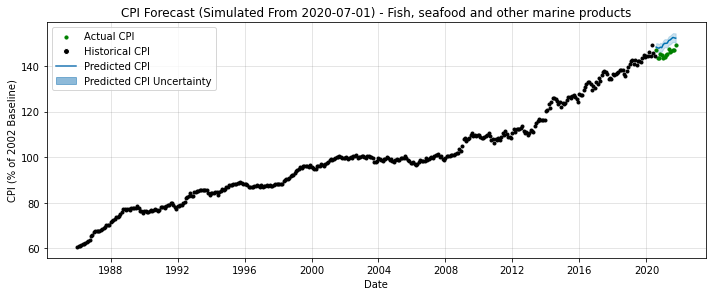 CPI Forecast (Simulated From 2020-07-01) - Fish, seafood and other marine products
Actual CPI
Historical CPI
Predicted CPI
Predicted CPI Uncertainty
CPI (% of 2002 Baseline)
140
120
100
80
60
1988
1992
1996
2000
2004
2008
2012
2016
2020
Date